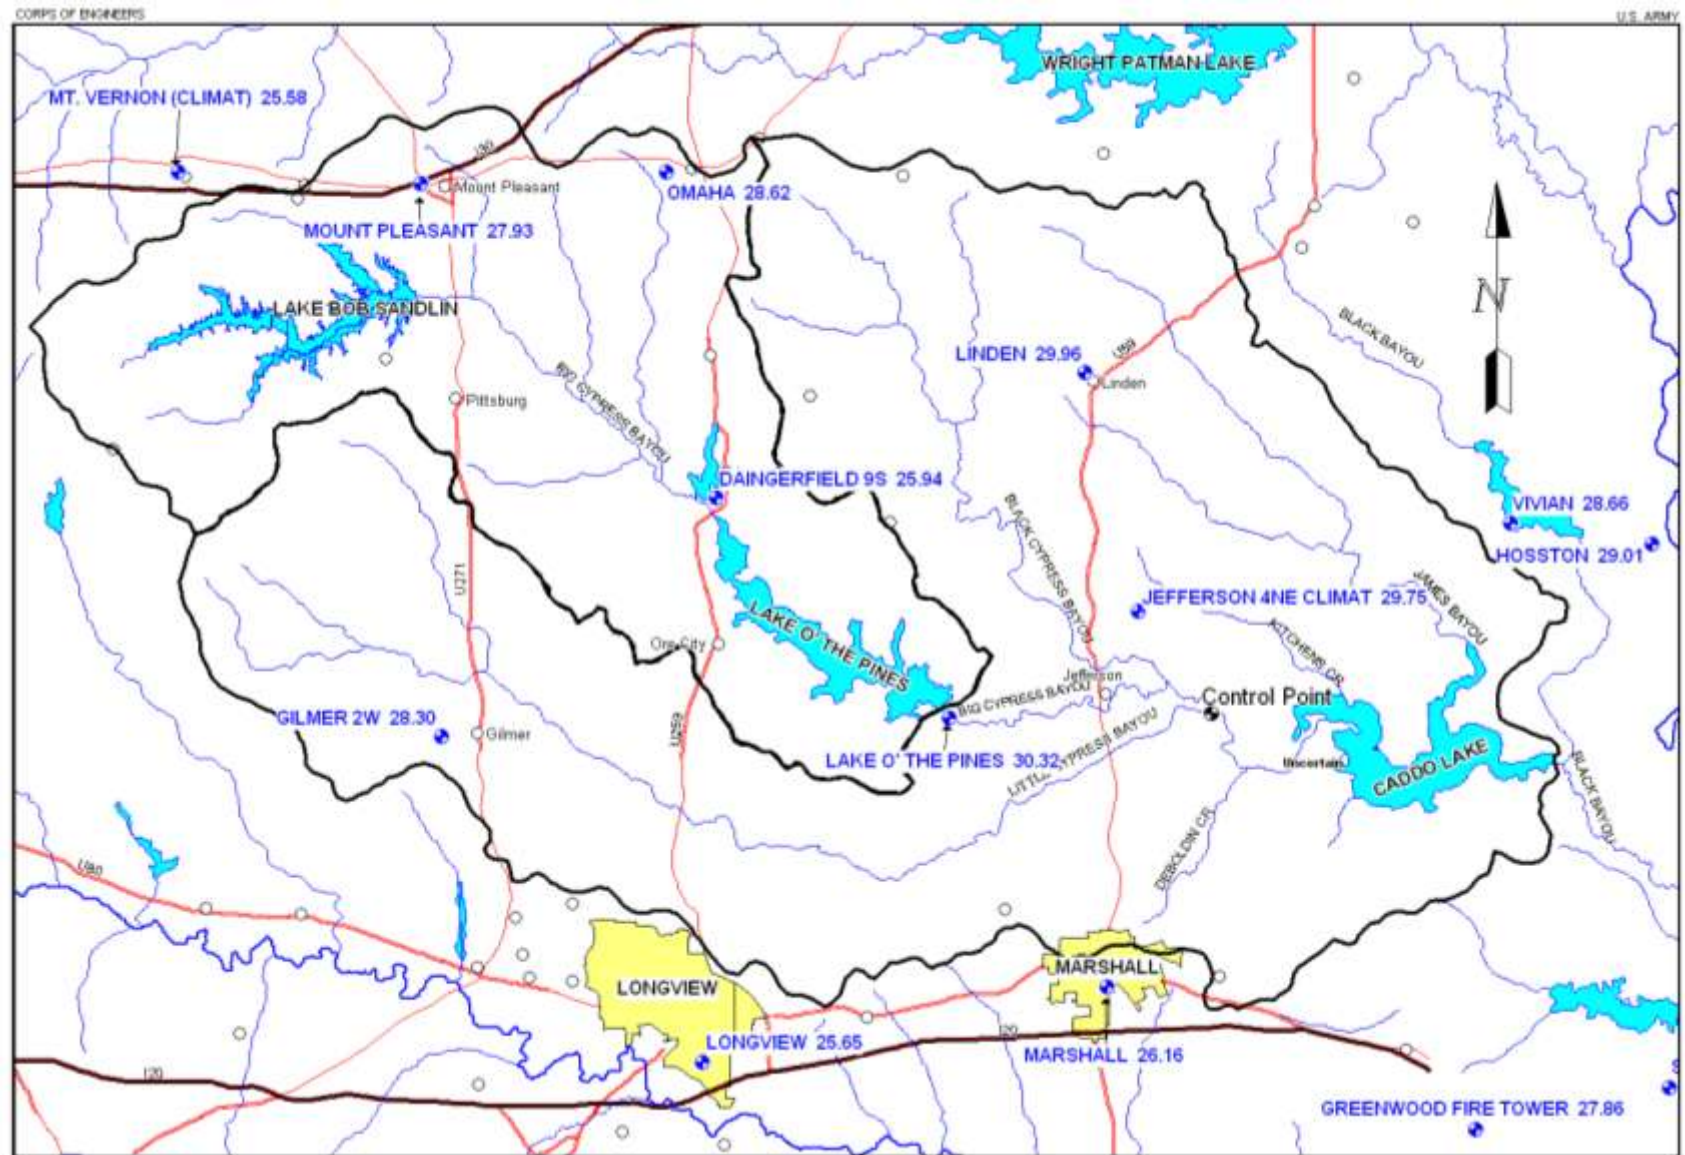 CORPS OF ENGINEERS
U.S. ARMY
WRIGHT PATMAN LAKE
MT. VERNON (CLIMAT) 25.58
I30
Mount Pleasant
OMAHA 28.62
MOUNT PLEASANT 27.93
N
LAKE BOB SANDLIN
BLACK BAYOU
U59
LINDEN 29.96
Linden
BIG CYPRESS BAYOU
Pittsburg
DAINGERFIELD 9S 25.94
VIVIAN 28.66
BLACK CYPRESS BAYOU
HOSSTON 29.01
U271
JEFFERSON 4NE CLIMAT 29.75
JAMES BAYOU
LAKE O' THE PINES
KITCHENS CR
Ore City
Jefferson
BIG CYPRESS BAYOU
Control Point
GILMER 2W 28.30
Gilmer
U259
LAKE O' THE PINES 30.32
LITTLE CYPRESS BAYOU
Uncertain
CADDO LAKE
BLACK BAYOU
DEBOLDIN CR
U80
LONGVIEW
MARSHALL
I20
LONGVIEW 25.65
MARSHALL 26.16
I20
GREENWOOD FIRE TOWER 27.86